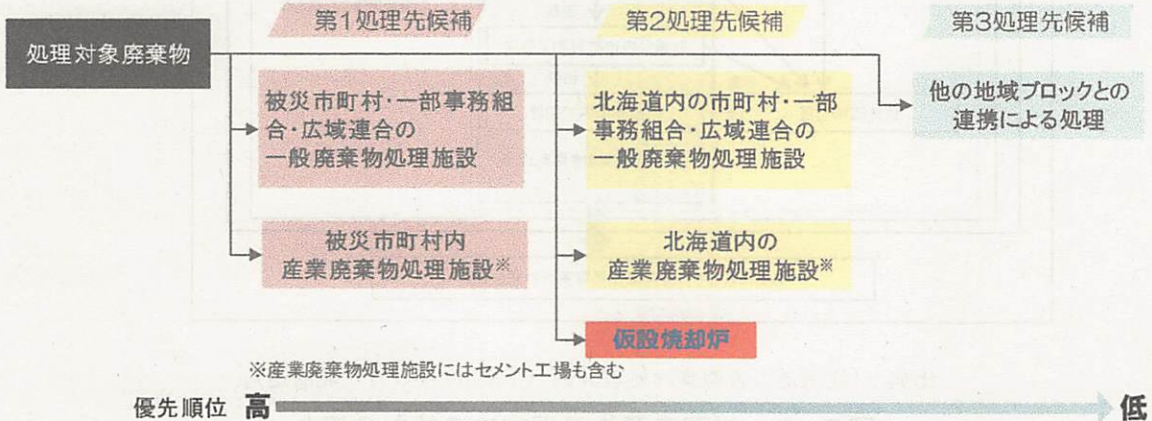 第1処理先候補
第2処理先候補
第3処理先候補
処理対象廃棄物
被災市町村・一部事務組
合・広域連合の
一般廃棄物処理施設
北海道内の市町村・一部
事務組合・広域連合の
一般廃棄物処理施設
他の地域ブロックとの
連携による処理
被災市町村内
産業廃棄物処理施設※
北海道内の
産業廃棄物処理施設※
仮設焼却炉
※産業廃棄物処理施設にはセメント工場も含む
優先順位 高
低